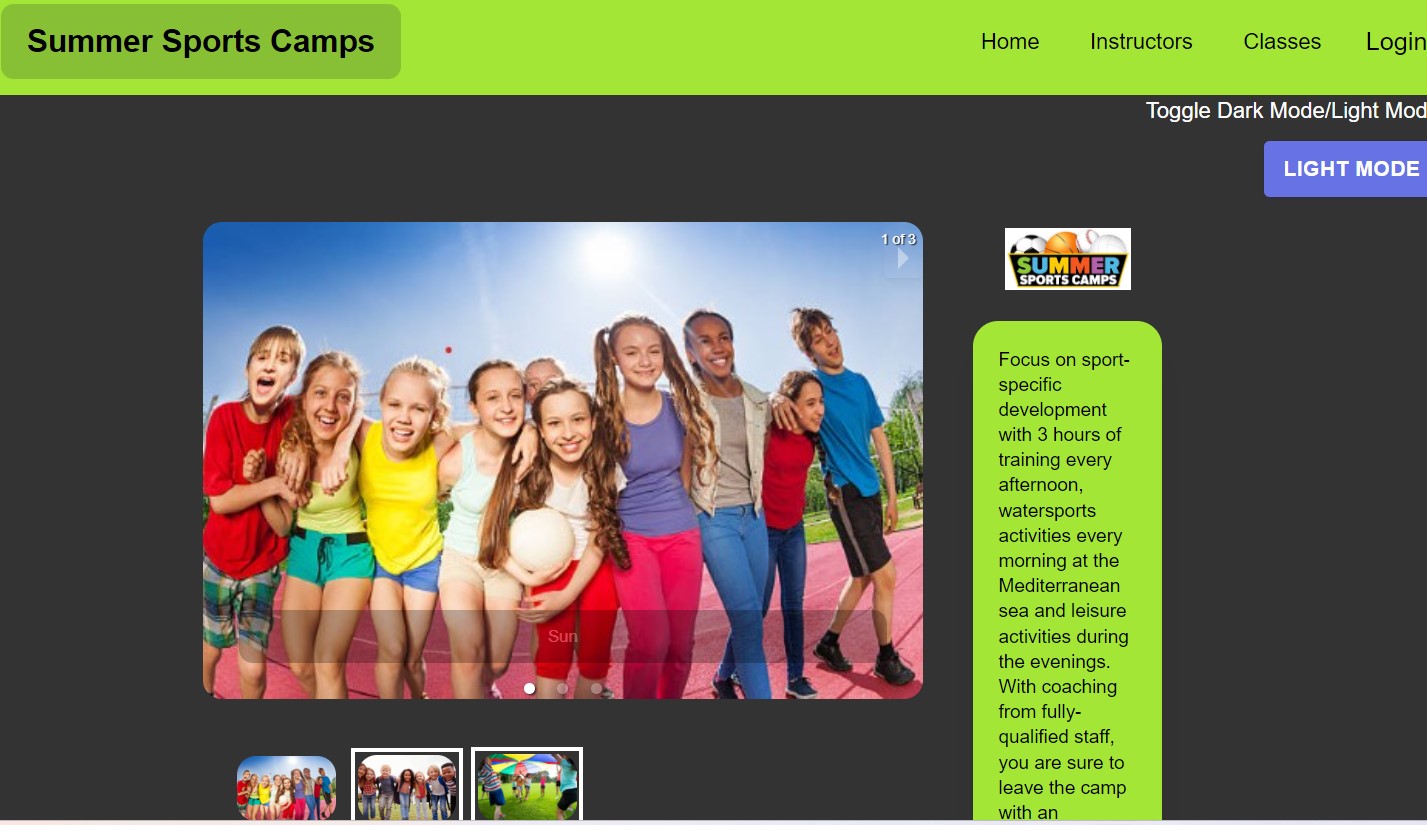 Summer Sports Camps
Home
Instructors
Classes
Login
Toggle Dark Mode/Light Mod
LIGHT MODE
1 of 3
SUMMER
SPORTS CAMPS
Focus on sport-
specific
development
with 3 hours of
training every
afternoon,
watersports
activities every
morning at the
Mediterranean
sea and leisure
activities during
the evenings.
With coaching
from fully-
qualified staff,
you are sure to
leave the camp
with an
Sun